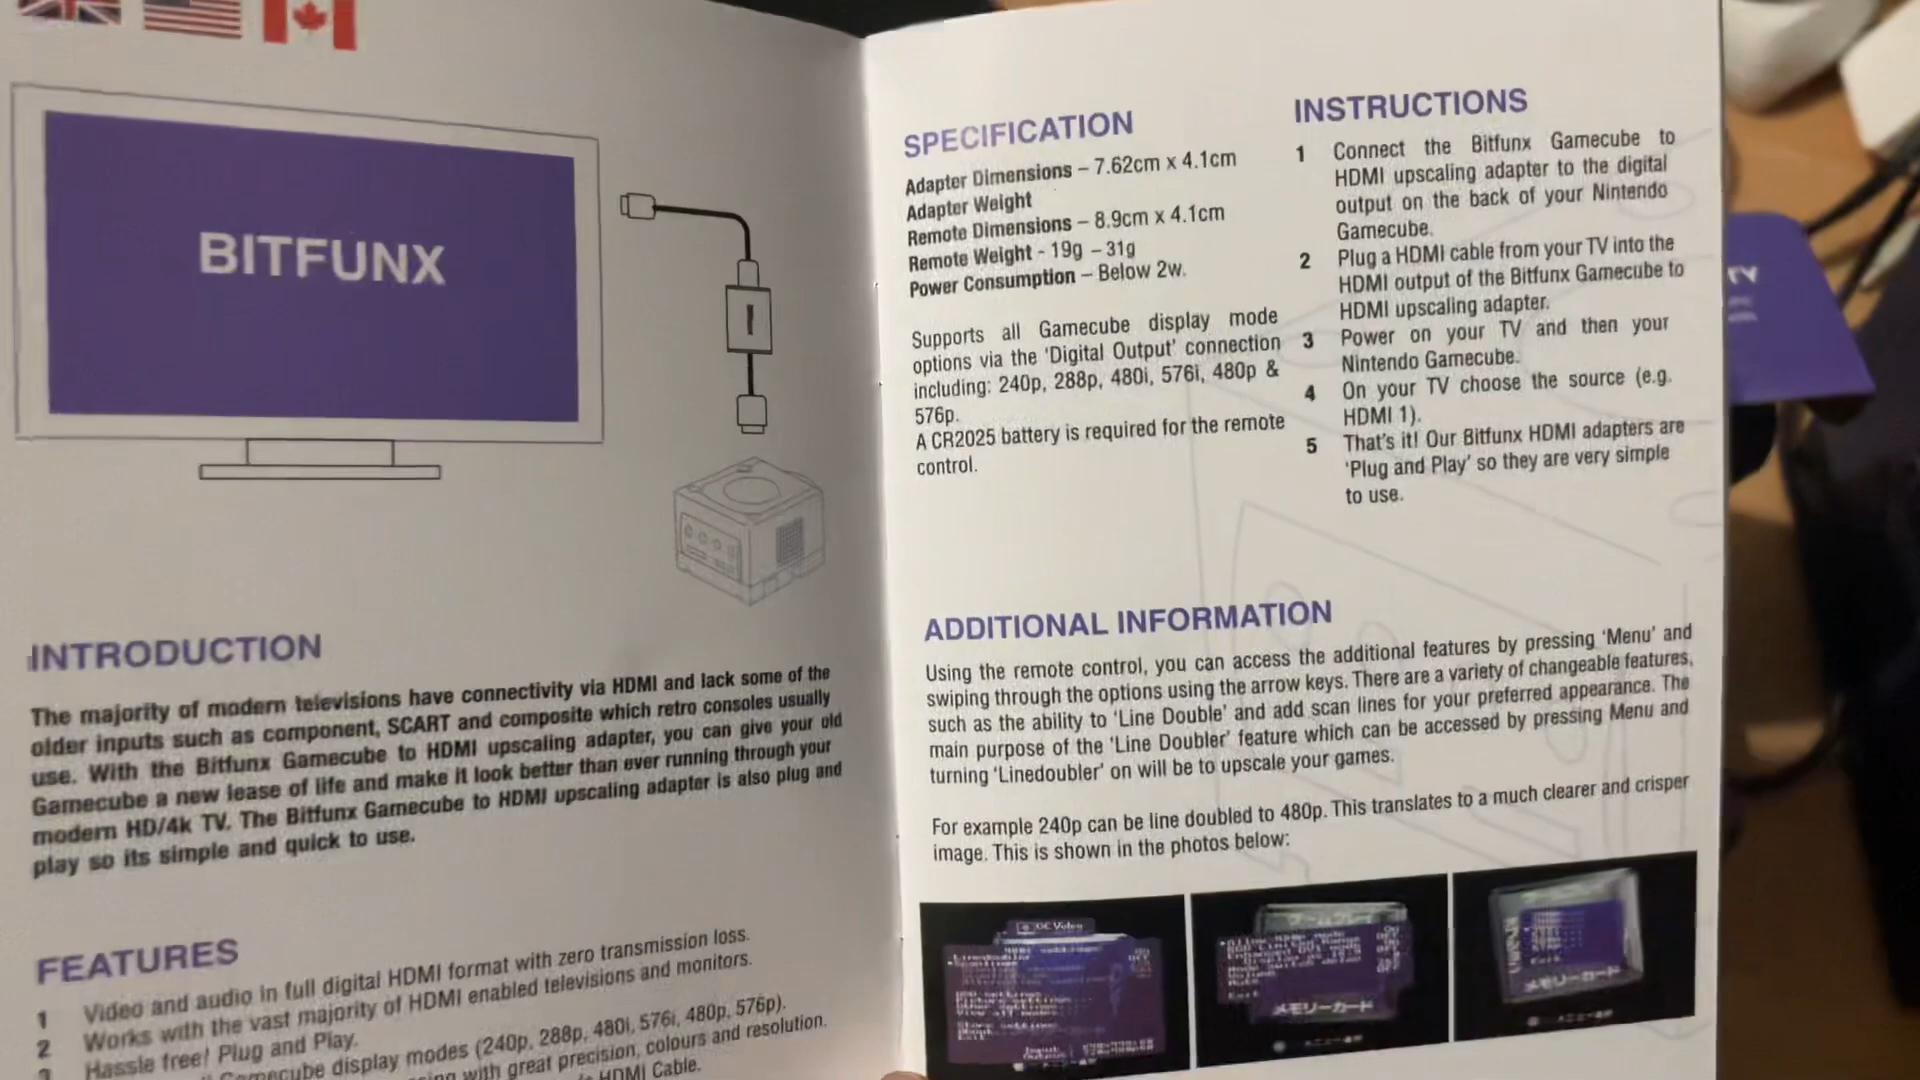 BITFUNX
INTRODUCTION
The majority of modern televisions have connectivity via HDMI and lack some of the
older inputs such as component, SCART and composite which retro consoles usually
use. With the Bitfunx Gamecube to HDMI upscaling adapter, you can give your old
Gamecube a new lease of life and make it look better than ever running through your
modern HD/4k TV. The Bitfunx Gamecube to HDMI upscaling adapter is also plug and
play so its simple and quick to use.
FEATURES
1 Video and audio in full digital HDMI format with zero transmission loss.
2 Works with the vast majority of HDMI enabled televisions and monitors.
3 Hassle free! Plug and Play.
Gamecube display modes (240p, 288p, 480i, 576i, 480p, 576p).
with great precision, colours and resolution.
HDMI Cable.
SPECIFICATION
Adapter Dimensions – 7.62cm x 4.1cm
Adapter Weight
Remote Dimensions – 8.9cm x 4.1cm
Remote Weight - 19g – 31g
Power Consumption – Below 2w.
Supports all Gamecube display mode
options via the 'Digital Output' connection
including: 240p, 288p, 480i, 576i, 480p &
576p.
A CR2025 battery is required for the remote
control.
INSTRUCTIONS
1 Connect the Bitfunx Gamecube to
HDMI upscaling adapter to the digital
output on the back of your Nintendo
Gamecube.
2 Plug a HDMI cable from your TV into the
HDMI output of the Bitfunx Gamecube to
HDMI upscaling adapter.
3 Power on your TV and then your
Nintendo Gamecube.
4 On your TV choose the source (e.g.
HDMI 1).
5 That's it! Our Bitfunx HDMI adapters are
'Plug and Play' so they are very simple
to use.
ADDITIONAL INFORMATION
Using the remote control, you can access the additional features by pressing 'Menu' and
swiping through the options using the arrow keys. There are a variety of changeable features,
such as the ability to 'Line Double' and add scan lines for your preferred appearance. The
main purpose of the 'Line Doubler' feature which can be accessed by pressing Menu and
turning 'Linedoubler' on will be to upscale your games.
For example 240p can be line doubled to 480p. This translates to a much clearer and crisper
image. This is shown in the photos below:
GCVideo
メモリーカード
メモリーカード
TV